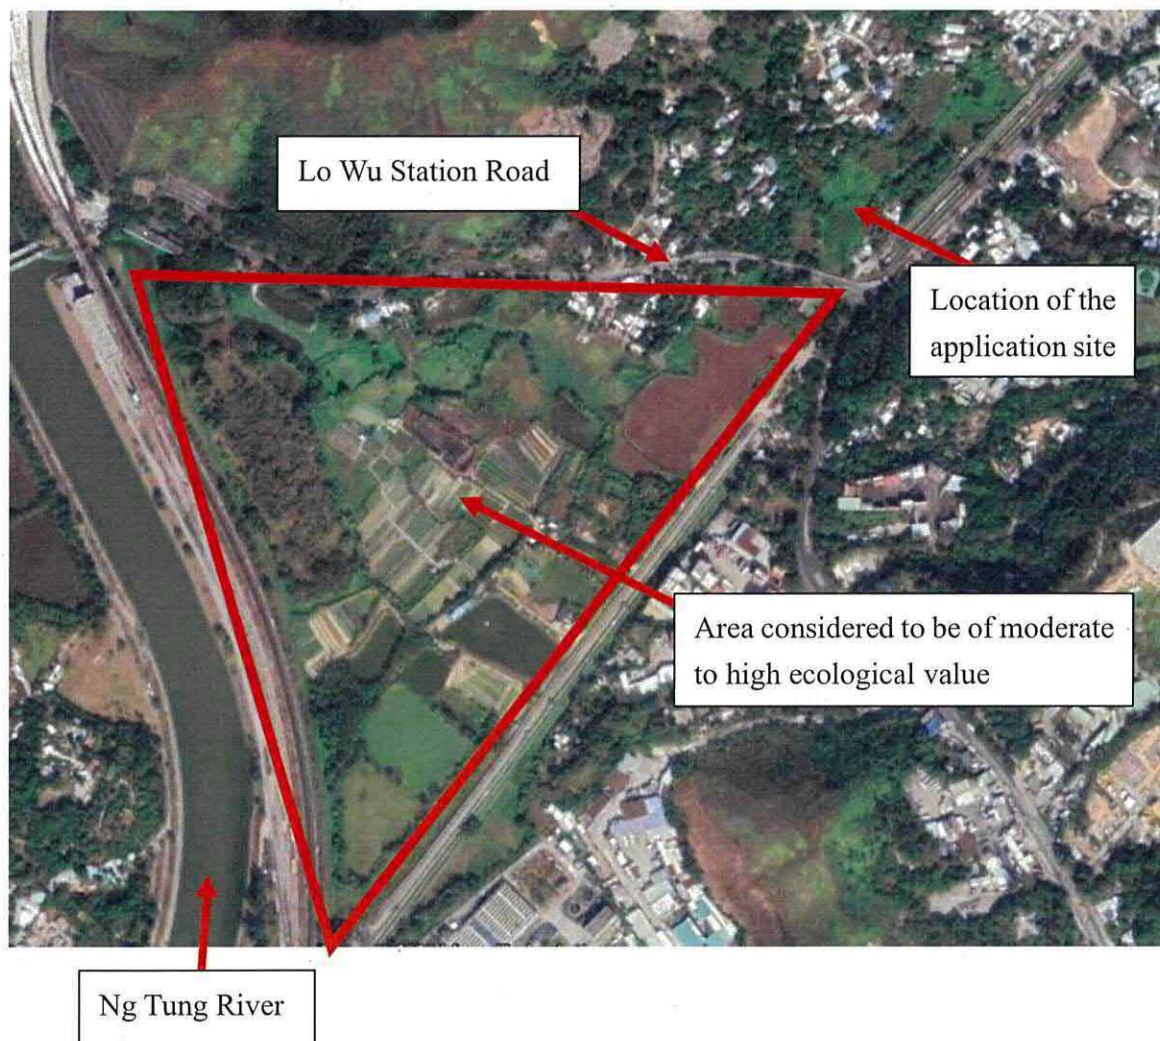 Lo Wu Station Road
Location of the
application site
Area considered to be of moderate
to high ecological value
Ng Tung River